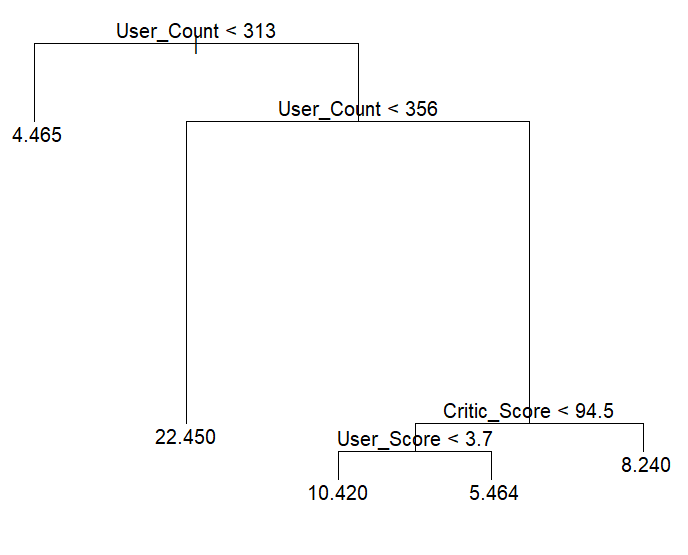 User_Count < 313
4.465
User_Count < 356
22.450
Critic_Score < 94.5
User_Score < 3.7
8.240
10.420
5.464